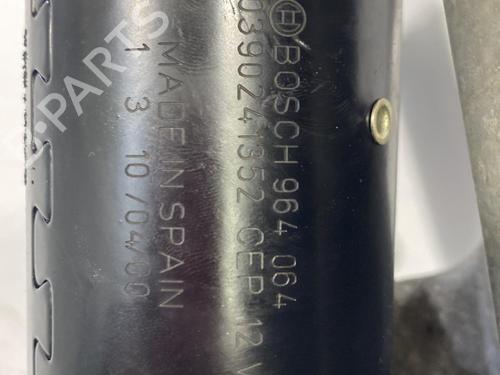 BOSCH 964 064
0390241352 CEP 12 V
MADE IN SPAIN
1 3 10/04/00
B-PARTS